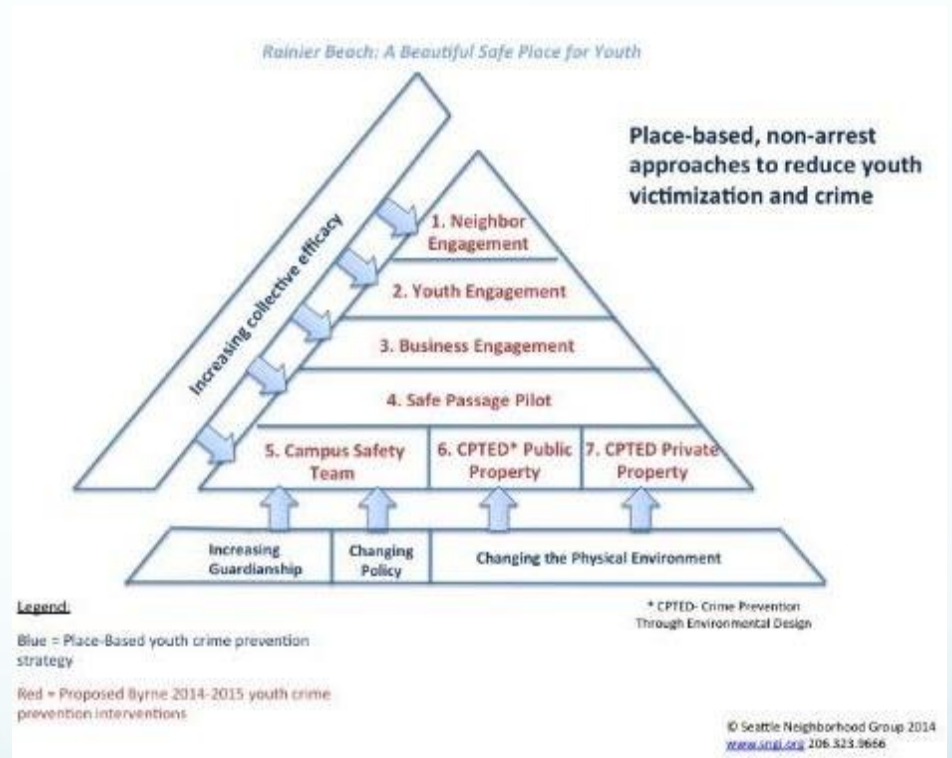 Rainier Beach: A Beautiful Safe Place for Youth
Place-based, non-arrest
approaches to reduce youth
victimization and crime
Increasing collective efficacy
1. Neighbor
Engagement
2. Youth Engagement
3. Business Engagement
4. Safe Passage Pilot
5. Campus Safety
Team
6. CPTED* Public
Property
7. CPTED Private
Property
Increasing
Guardianship
Changing
Policy
Changing the Physical Environment
Legend:
Blue = Place-Based youth crime prevention
strategy
Red = Proposed Byrne 2014-2015 youth crime
prevention interventions
* CPTED- Crime Prevention
Through Environmental Design
© Seattle Neighborhood Group 2014
www.sngi.org 206.323.9666